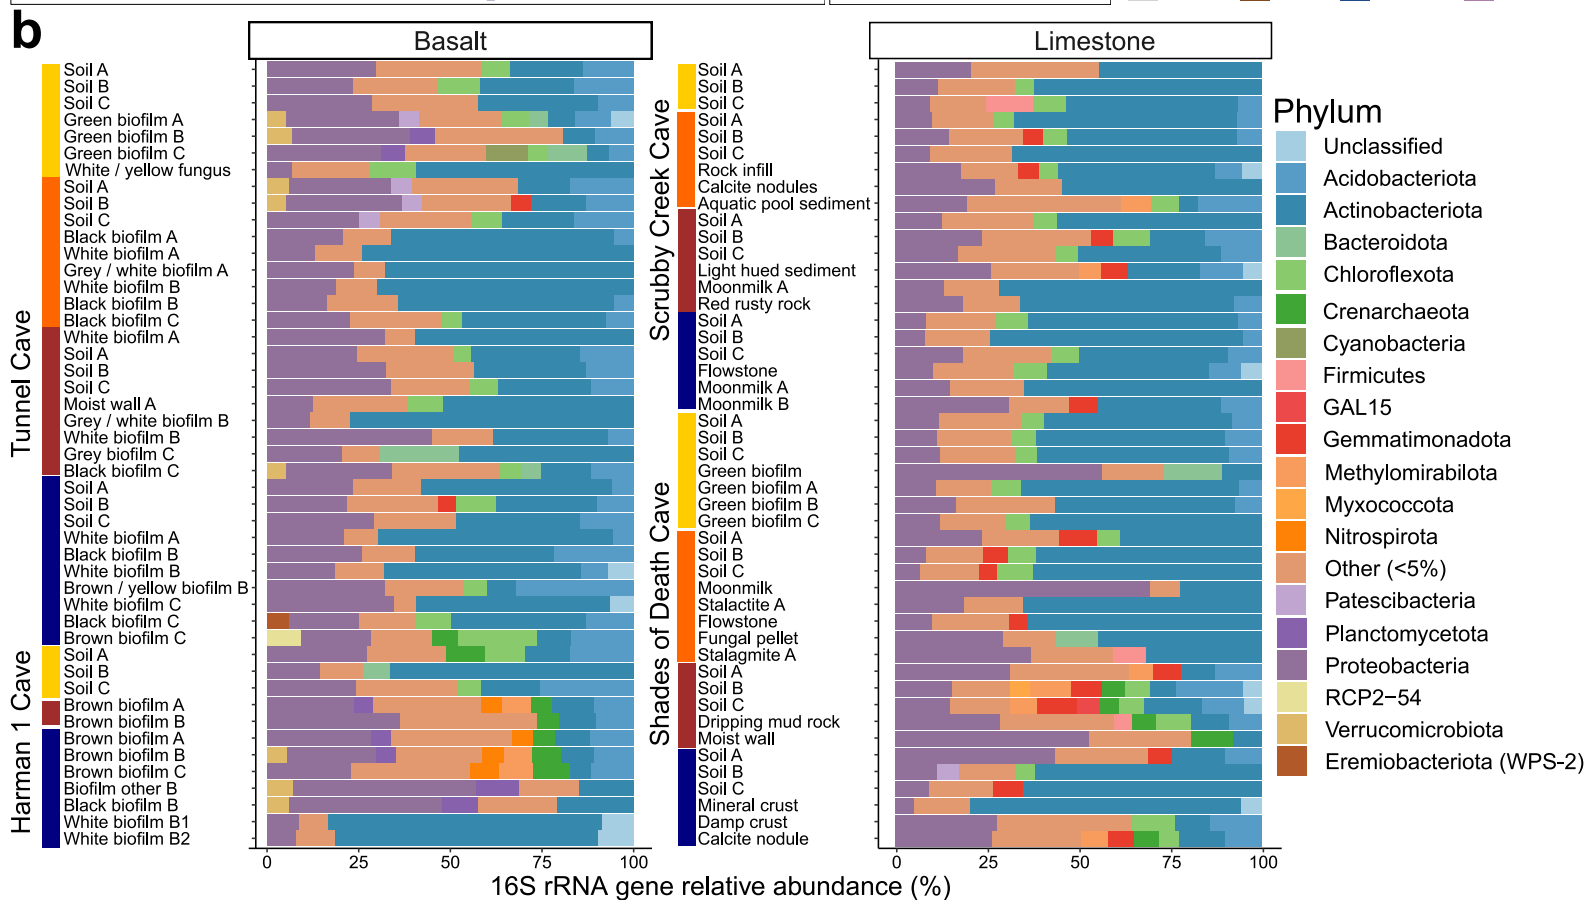 b
Basalt
Limestone
Tunnel Cave
Soil A
Soil B
Soil C
Green biofilm A
Green biofilm B
Green biofilm C
White / yellow fungus
Soil A
Soil B
Soil C
Black biofilm A
White biofilm A
Grey / white biofilm A
White biofilm B
Black biofilm B
Black biofilm C
White biofilm A
Soil A
Soil B
Soil C
Moist wall A
Grey / white biofilm B
White biofilm B
Grey biofilm C
Black biofilm C
Soil A
Soil B
Soil C
White biofilm A
Black biofilm B
White biofilm B
Brown / yellow biofilm B
White biofilm C
Black biofilm C
Brown biofilm C
Harman 1 Cave
Soil A
Soil B
Soil C
Brown biofilm A
Brown biofilm B
Brown biofilm A
Brown biofilm B
Brown biofilm C
Biofilm other B
Black biofilm B
White biofilm B1
White biofilm B2
0 25 50 75 100
Scrubby Creek Cave
Soil A
Soil B
Soil C
Soil A
Soil B
Soil C
Rock infill
Calcite nodules
Aquatic pool sediment
Soil A
Soil B
Soil C
Light hued sediment
Moonmilk A
Red rusty rock
Soil A
Soil B
Soil C
Flowstone
Moonmilk A
Moonmilk B
Shades of Death Cave
Soil A
Soil B
Soil C
Green biofilm
Green biofilm A
Green biofilm B
Green biofilm C
Soil A
Soil B
Soil C
Moonmilk
Stalactite A
Flowstone
Fungal pellet
Stalagmite A
Soil A
Soil B
Soil C
Dripping mud rock
Moist wall
Soil A
Soil B
Soil C
Mineral crust
Damp crust
Calcite nodule
0 25 50 75 100
16S rRNA gene relative abundance (%)
Phylum
Unclassified
Acidobacteriota
Actinobacteriota
Bacteroidota
Chloroflexota
Crenarchaeota
Cyanobacteria
Firmicutes
GAL15
Gemmatimonadota
Methylomirabilota
Myxococcota
Nitrospirota
Other (<5%)
Patescibacteria
Planctomycetota
Proteobacteria
RCP2−54
Verrucomicrobiota
Eremiobacteriota (WPS-2)